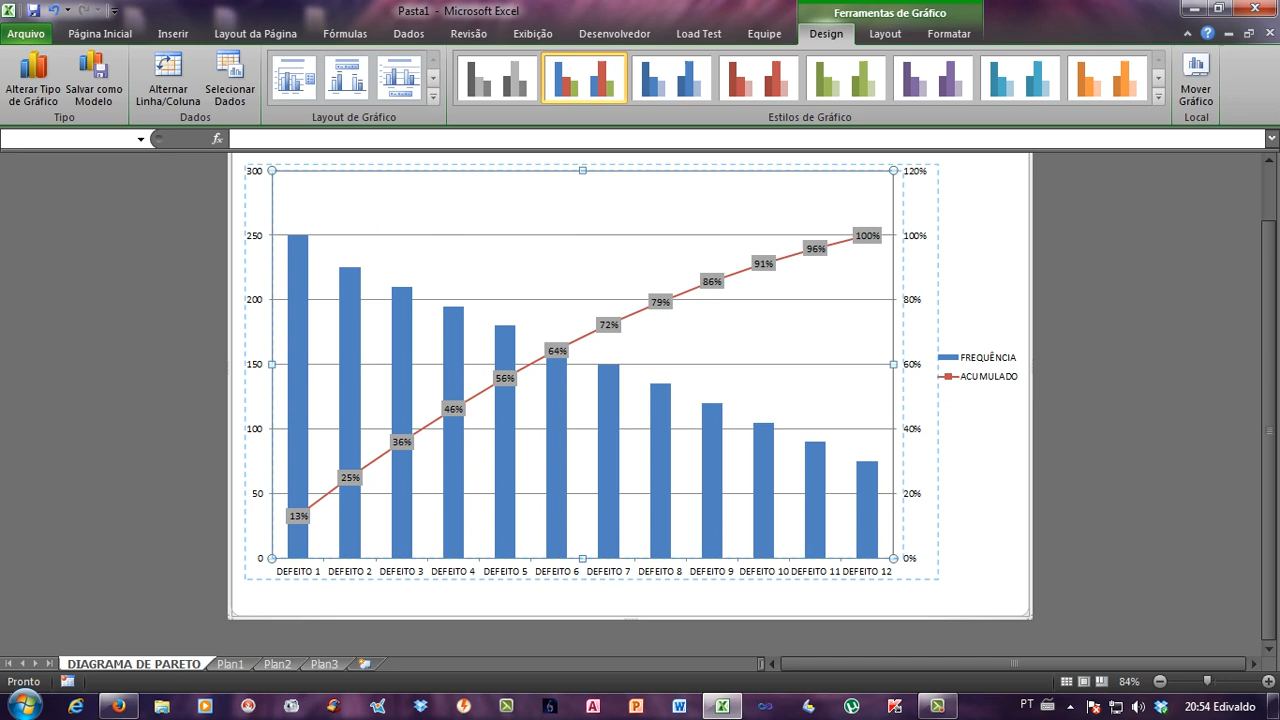 Pasta1 - Microsoft Excel
Ferramentas de Gráfico
Arquivo Página Inicial Inserir Layout da Página Fórmulas Dados Revisão Exibição Desenvolvedor Load Test Equipe Design Layout Formatar
Alterar Tipo de Gráfico
Salvar como Modelo
Alternar Linha/Coluna
Selecionar Dados
Mover Gráfico
Tipo Dados Layout de Gráfico Estilos de Gráfico Local
fx
300 120%
250 100%
200 80%
150 60%
100 40%
50 20%
0 0%
13% 25% 36% 46% 56% 64% 72% 79% 86% 91% 96% 100%
FREQUÊNCIA
ACUMULADO
DEFEITO 1 DEFEITO 2 DEFEITO 3 DEFEITO 4 DEFEITO 5 DEFEITO 6 DEFEITO 7 DEFEITO 8 DEFEITO 9 DEFEITO 10 DEFEITO 11 DEFEITO 12
DIAGRAMA DE PARETO Plan1 Plan2 Plan3
Pronto 84%
PT 20:54 Edivaldo